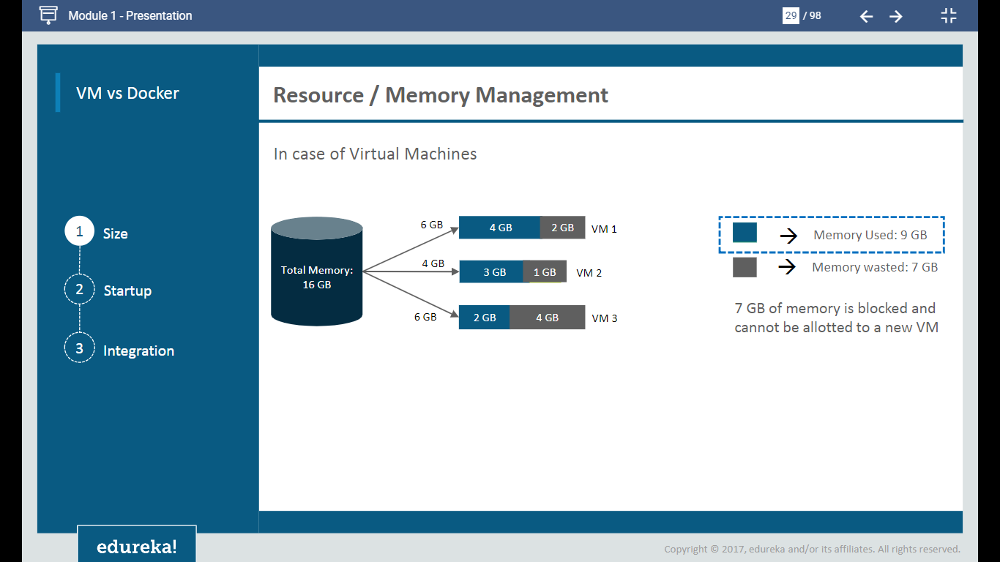 Module 1 - Presentation
29 / 98
VM vs Docker
1 Size
2 Startup
3 Integration
edureka!
Resource / Memory Management
In case of Virtual Machines
Total Memory:
16 GB
6 GB
4 GB 2 GB VM 1
4 GB
3 GB 1 GB VM 2
6 GB
2 GB 4 GB VM 3
Memory Used: 9 GB
Memory wasted: 7 GB
7 GB of memory is blocked and
cannot be allotted to a new VM
Copyright © 2017, edureka and/or its affiliates. All rights reserved.